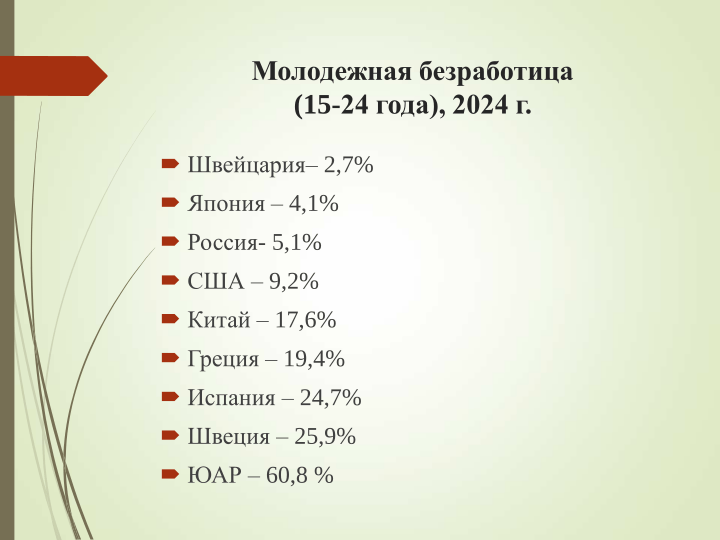 Молодежная безработица
(15-24 года), 2024 г.
Швейцария– 2,7%
Япония – 4,1%
Россия- 5,1%
США – 9,2%
Китай – 17,6%
Греция – 19,4%
Испания – 24,7%
Швеция – 25,9%
ЮАР – 60,8 %